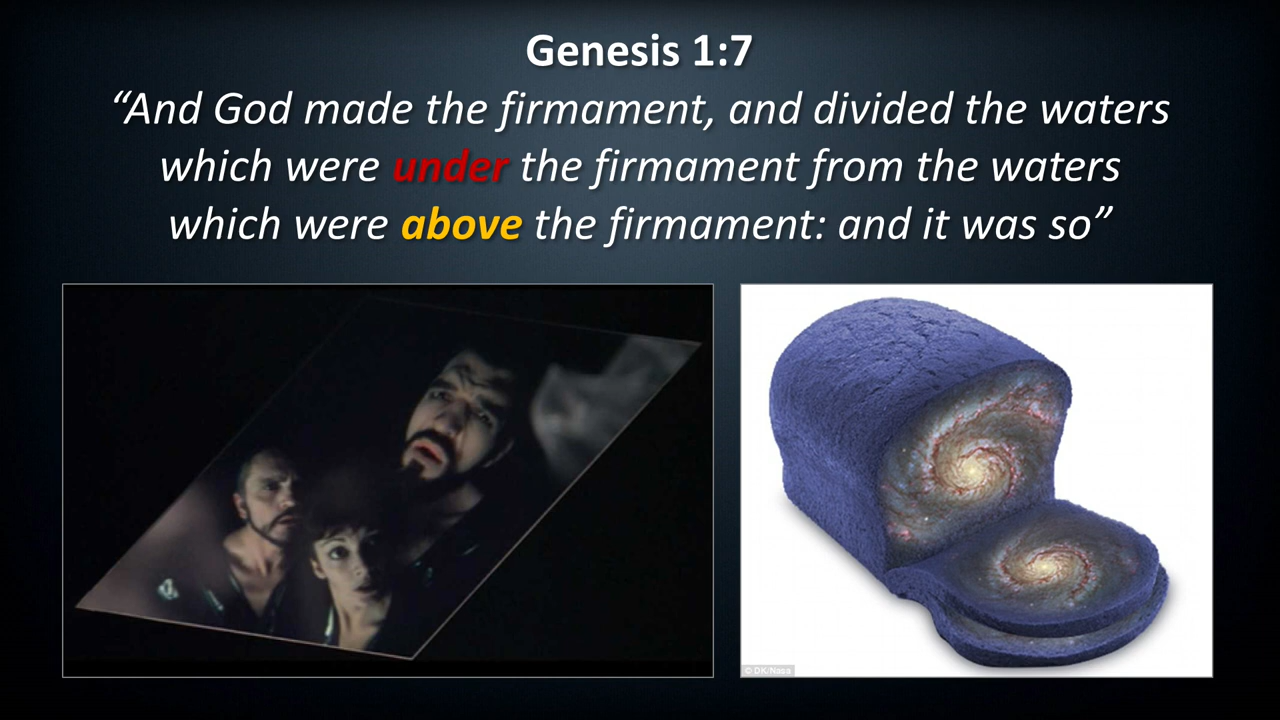 Genesis 1:7
“And God made the firmament, and divided the waters
which were under the firmament from the waters
which were above the firmament: and it was so”
© DK/Nass